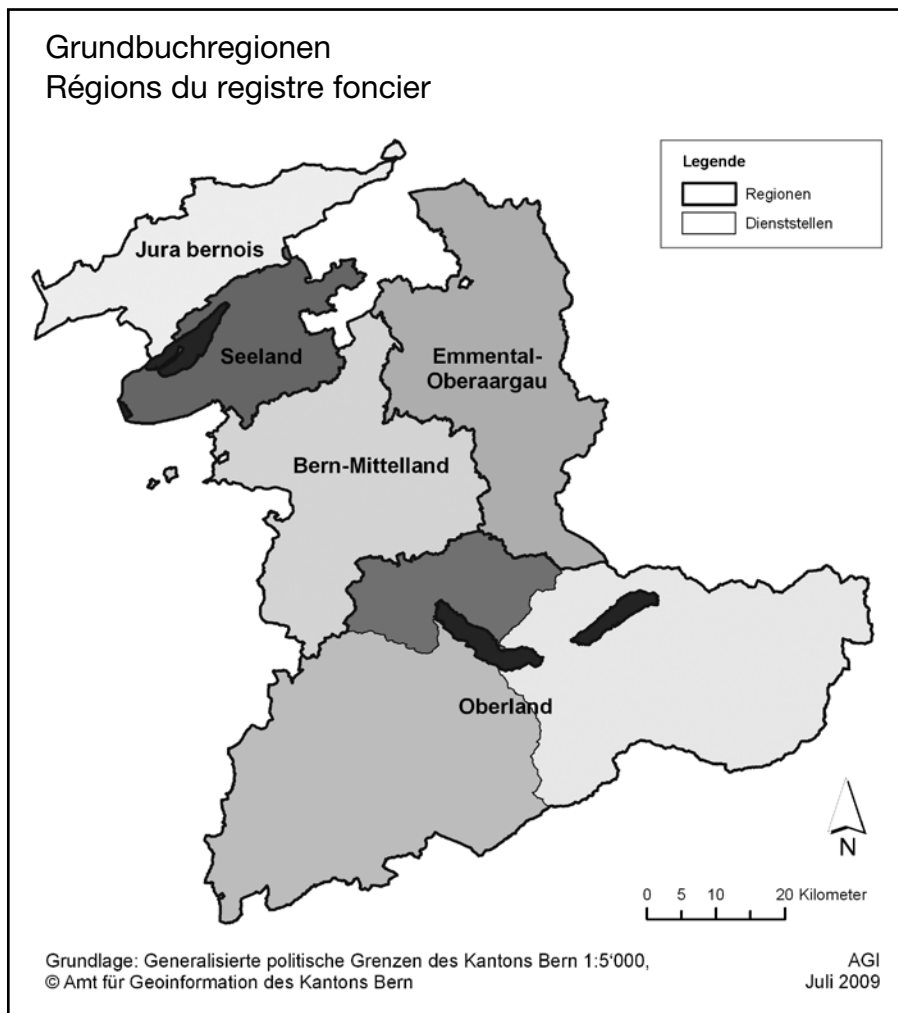 Grundbuchregionen
Régions du registre foncier
Legende
Regionen
Dienststellen
Jura bernois
Seeland
Emmental-
Oberaargau
Bern-Mittelland
Oberland
N
0 5 10 20 Kilometer
Grundlage: Generalisierte politische Grenzen des Kantons Bern 1:5‘000,
© Amt für Geoinformation des Kantons Bern
AGI
Juli 2009